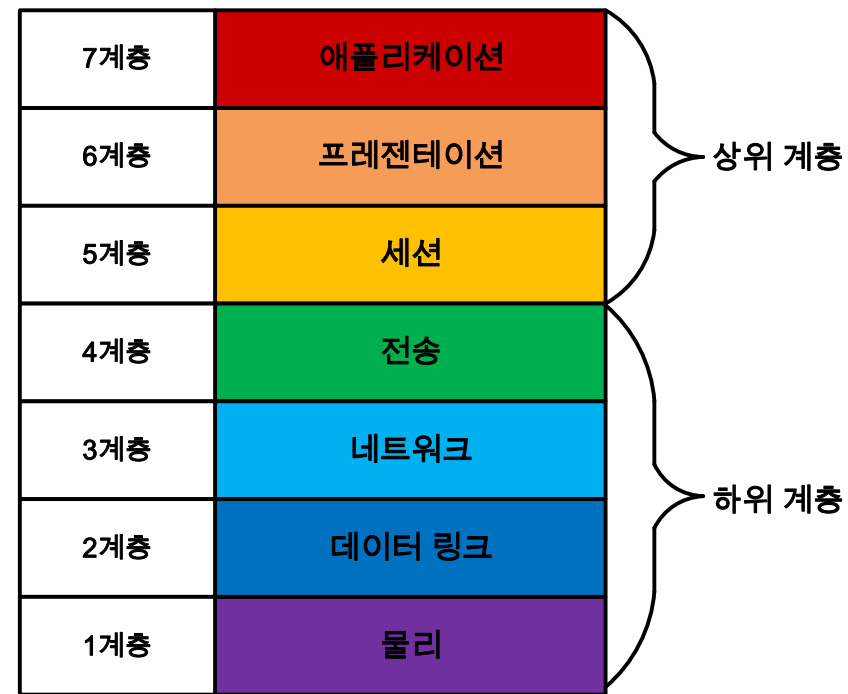 7계층 애플리케이션
6계층 프레젠테이션
상위 계층
5계층 세션
4계층 전송
3계층 네트워크
하위 계층
2계층 데이터 링크
1계층 물리